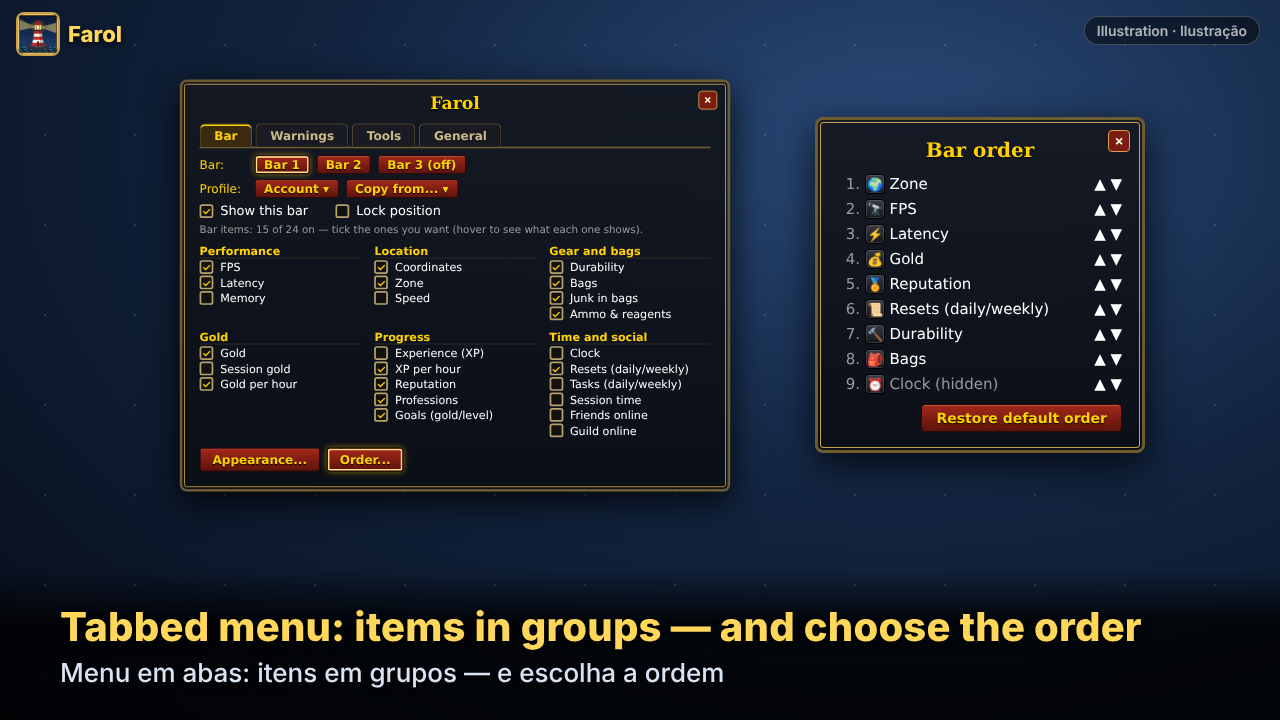 Farol
Illustration · Ilustração
Farol
×
Bar Warnings Tools General
Bar: Bar 1 Bar 2 Bar 3 (off)
Profile: Account ▾ Copy from... ▾
Show this bar Lock position
Bar items: 15 of 24 on — tick the ones you want (hover to see what each one shows).
Performance
FPS
Latency
Memory
Location
Coordinates
Zone
Speed
Gear and bags
Durability
Bags
Junk in bags
Ammo & reagents
Gold
Gold
Session gold
Gold per hour
Progress
Experience (XP)
XP per hour
Reputation
Professions
Goals (gold/level)
Time and social
Clock
Resets (daily/weekly)
Tasks (daily/weekly)
Session time
Friends online
Guild online
Appearance... Order...
Bar order
×
1. Zone ▲▼
2. FPS ▲▼
3. Latency ▲▼
4. Gold ▲▼
5. Reputation ▲▼
6. Resets (daily/weekly) ▲▼
7. Durability ▲▼
8. Bags ▲▼
9. Clock (hidden) ▲▼
Restore default order
Tabbed menu: items in groups — and choose the order
Menu em abas: itens em grupos — e escolha a ordem